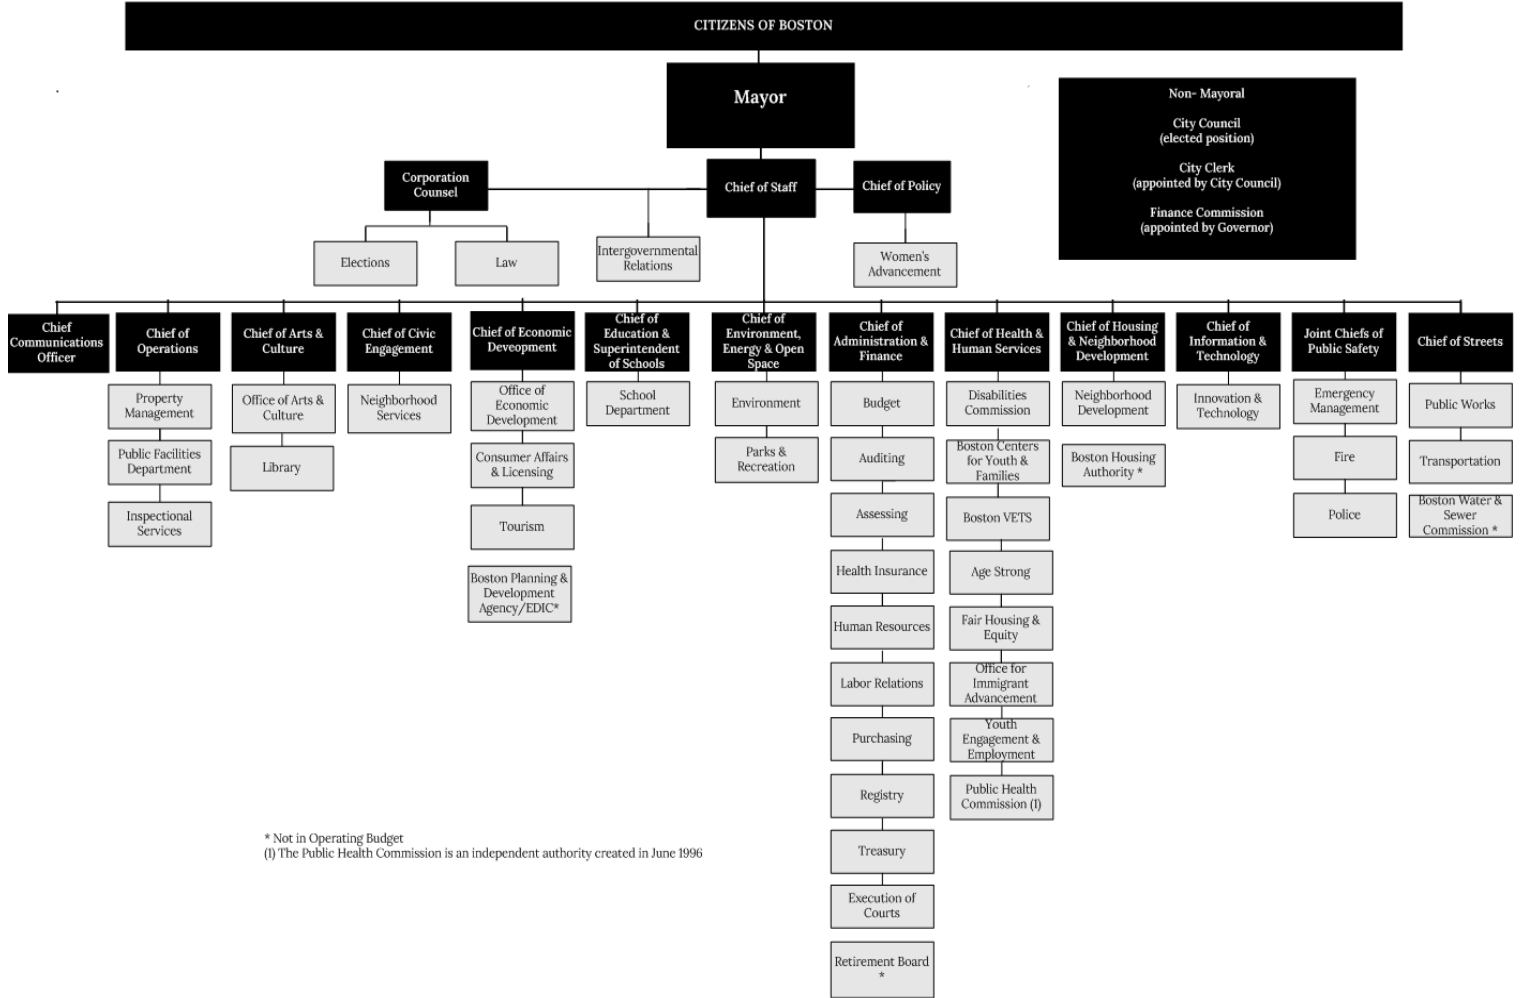 CITIZENS OF BOSTON
Mayor
Non- Mayoral
City Council
(elected position)
City Clerk
(appointed by City Council)
Finance Commission
(appointed by Governor)
Corporation
Counsel
Chief of Staff
Chief of Policy
Elections
Law
Intergovernmental
Relations
Women's
Advancement
Chief
Communications
Officer
Chief of
Operations
Property
Management
Public Facilities
Department
Inspectional
Services
Chief of Arts &
Culture
Office of Arts &
Culture
Library
Chief of Civic
Engagement
Neighborhood
Services
Chief of Economic
Deveopment
Office of
Economic
Development
Consumer Affairs
& Licensing
Tourism
Boston Planning &
Development
Agency/EDIC*
Chief of
Education &
Superintendent
of Schools
School
Department
Chief of
Environment,
Energy & Open
Space
Environment
Parks &
Recreation
Chief of
Administration &
Finance
Budget
Auditing
Assessing
Health Insurance
Human Resources
Labor Relations
Purchasing
Registry
Treasury
Execution of
Courts
Retirement Board
*
Chief of Health &
Human Services
Disabilities
Commission
Boston Centers
for Youth &
Families
Boston VETS
Age Strong
Fair Housing &
Equity
Office for
Immigrant
Advancement
Youth
Engagement &
Employment
Public Health
Commission (1)
Chief of Housing
& Neighborhood
Development
Neighborhood
Development
Boston Housing
Authority *
Chief of
Information &
Technology
Innovation &
Technology
Joint Chiefs of
Public Safety
Emergency
Management
Fire
Police
Chief of Streets
Public Works
Transportation
Boston Water &
Sewer
Commission *
* Not in Operating Budget
(1) The Public Health Commission is an independent authority created in June 1996